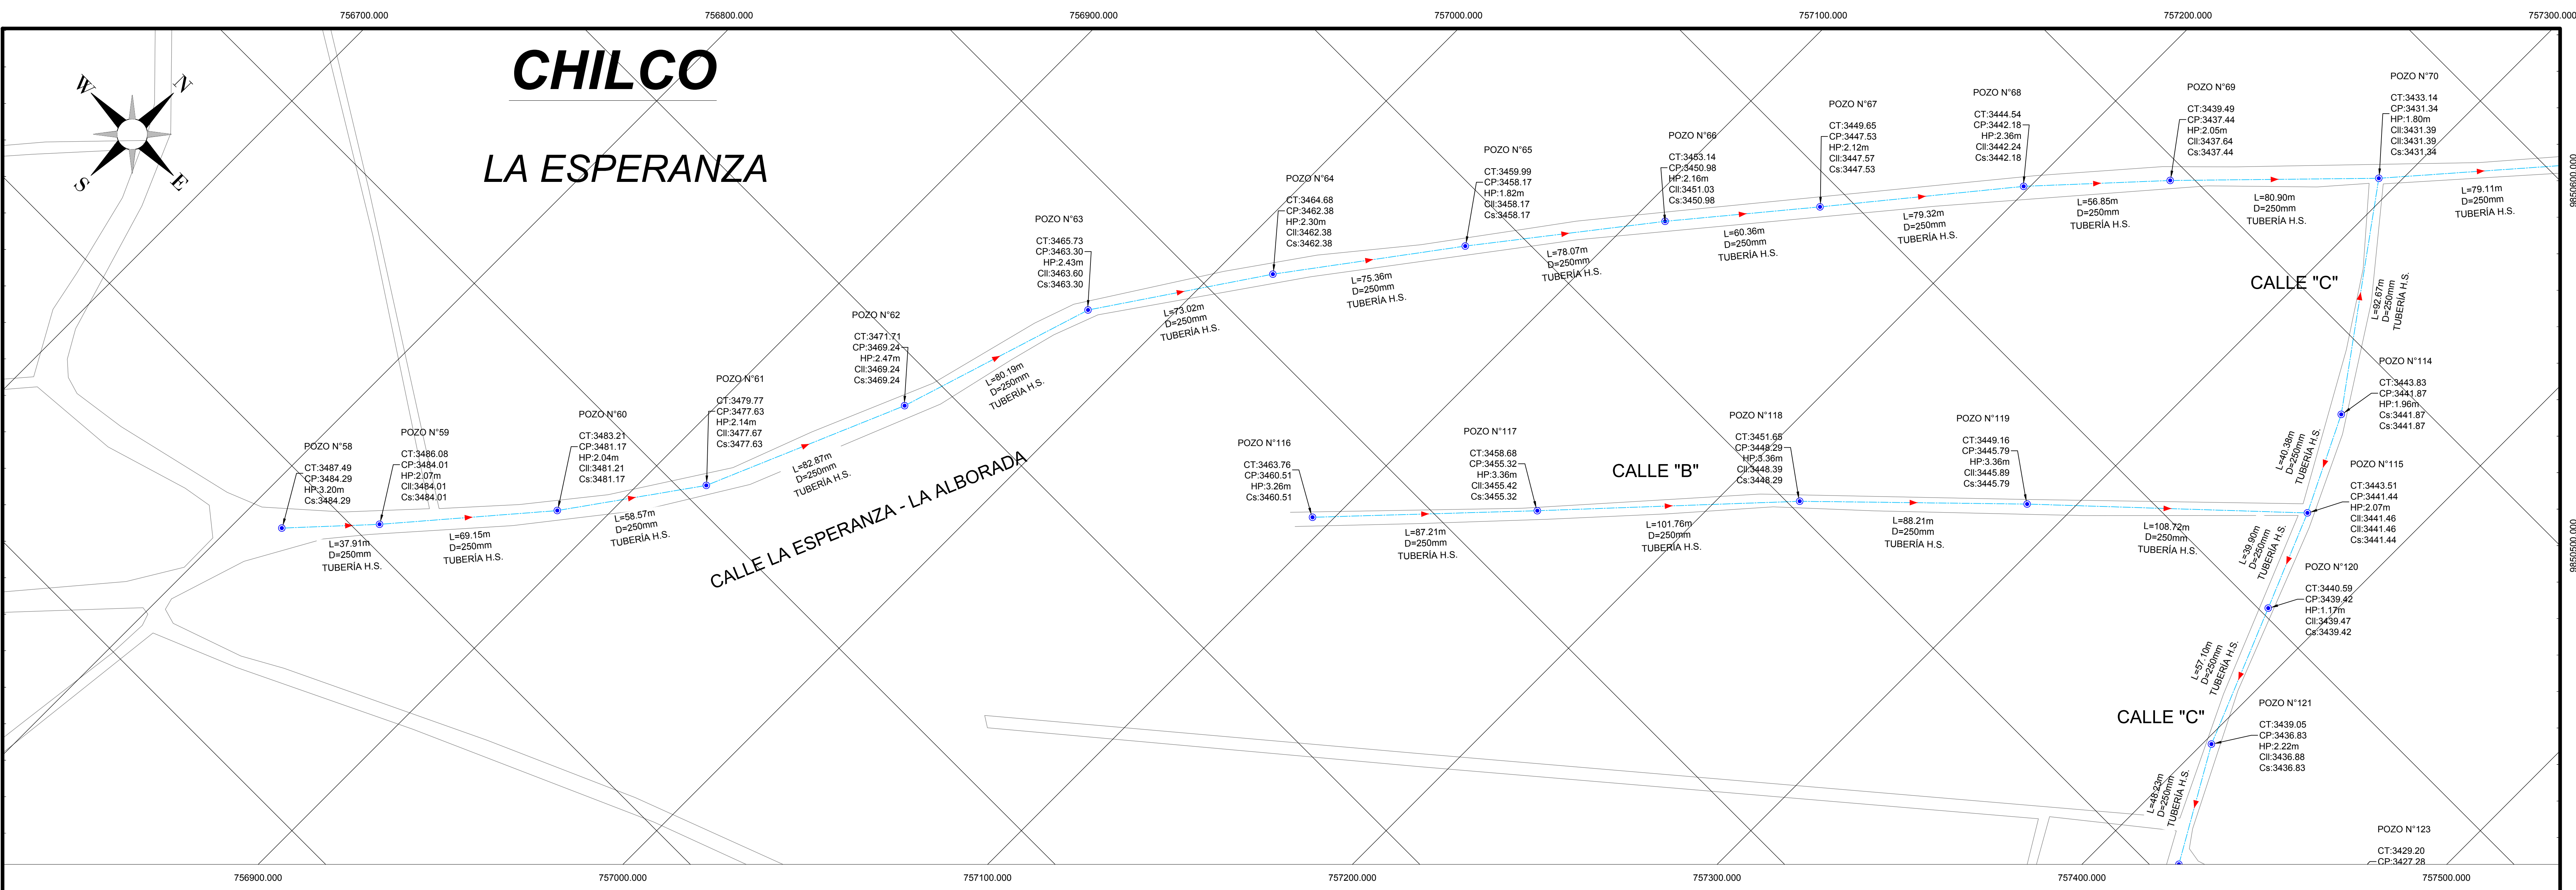 756700.000
756800.000
756900.000
757000.000
757100.000
757200.000
757300.000
CHILCO
LA ESPERANZA
W
N
S
E
POZO N°58
CT:3487.49
CP:3484.29
HP:3.20m
Cs:3484.29
L=37.91m
D=250mm
TUBERÍA H.S.
POZO N°59
CT:3486.08
CP:3484.01
HP:2.07m
Cll:3484.01
Cs:3484.01
L=69.15m
D=250mm
TUBERÍA H.S.
POZO N°60
CT:3483.21
CP:3481.17
HP:2.04m
Cll:3481.21
Cs:3481.17
L=58.57m
D=250mm
TUBERÍA H.S.
POZO N°61
CT:3479.77
CP:3477.63
HP:2.14m
Cll:3477.67
Cs:3477.63
L=82.87m
D=250mm
TUBERÍA H.S.
POZO N°62
CT:3471.71
CP:3469.24
HP:2.47m
Cll:3469.24
Cs:3469.24
L=80.19m
D=250mm
TUBERÍA H.S.
POZO N°63
CT:3465.73
CP:3463.30
HP:2.43m
Cll:3463.60
Cs:3463.30
L=73.02m
D=250mm
TUBERÍA H.S.
POZO N°64
CT:3464.68
CP:3462.38
HP:2.30m
Cll:3462.38
Cs:3462.38
L=75.36m
D=250mm
TUBERÍA H.S.
POZO N°65
CT:3459.99
CP:3458.17
HP:1.82m
Cll:3458.17
Cs:3458.17
L=78.07m
D=250mm
TUBERÍA H.S.
POZO N°66
CT:3453.14
CP:3450.98
HP:2.16m
Cll:3451.03
Cs:3450.98
L=60.36m
D=250mm
TUBERÍA H.S.
POZO N°67
CT:3449.65
CP:3447.53
HP:2.12m
Cll:3447.57
Cs:3447.53
L=79.32m
D=250mm
TUBERÍA H.S.
POZO N°68
CT:3444.54
CP:3442.18
HP:2.36m
Cll:3442.24
Cs:3442.18
L=56.85m
D=250mm
TUBERÍA H.S.
POZO N°69
CT:3439.49
CP:3437.44
HP:2.05m
Cll:3437.64
Cs:3437.44
L=80.90m
D=250mm
TUBERÍA H.S.
POZO N°70
CT:3433.14
CP:3431.34
HP:1.80m
Cll:3431.39
Cll:3431.39
Cs:3431.34
L=79.11m
D=250mm
TUBERÍA H.S.
9850600.000
CALLE "C"
L=92.67m
D=250mm
TUBERÍA H.S.
POZO N°114
CT:3443.83
CP:3441.87
HP:1.96m
Cs:3441.87
Cs:3441.87
L=40.38m
D=250mm
TUBERÍA H.S.
CALLE LA ESPERANZA - LA ALBORADA
POZO N°116
CT:3463.76
CP:3460.51
HP:3.26m
Cs:3460.51
L=87.21m
D=250mm
TUBERÍA H.S.
POZO N°117
CT:3458.68
CP:3455.32
HP:3.36m
Cll:3455.42
Cs:3455.32
CALLE "B"
L=101.76m
D=250mm
TUBERÍA H.S.
POZO N°118
CT:3451.65
CP:3448.29
HP:3.36m
Cll:3448.39
Cs:3448.29
L=88.21m
D=250mm
TUBERÍA H.S.
POZO N°119
CT:3449.16
CP:3445.79
HP:3.36m
Cll:3445.89
Cs:3445.79
L=108.72m
D=250mm
TUBERÍA H.S.
POZO N°115
CT:3443.51
CP:3441.44
HP:2.07m
Cll:3441.46
Cll:3441.46
Cs:3441.44
L=39.90m
D=250mm
TUBERÍA H.S.
9850500.000
POZO N°120
CT:3440.59
CP:3439.42
HP:1.17m
Cll:3439.47
Cs:3439.42
L=57.10m
D=250mm
TUBERÍA H.S.
CALLE "C"
POZO N°121
CT:3439.05
CP:3436.83
HP:2.22m
Cll:3436.88
Cs:3436.83
L=48.23m
D=250mm
TUBERÍA H.S.
POZO N°123
CT:3429.20
CP:3427.28
756900.000
757000.000
757100.000
757200.000
757300.000
757400.000
757500.000